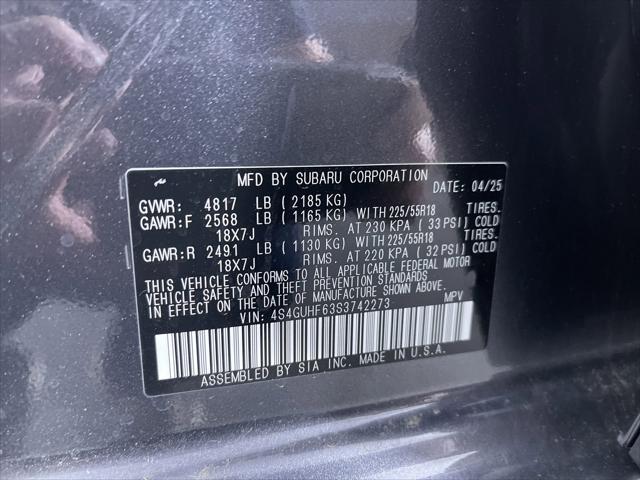 MFD BY SUBARU CORPORATION
DATE: 04/25
GVWR: 4817 LB ( 2185 KG)
GAWR:F 2568 LB ( 1165 KG) WITH 225/55R18 TIRES.
18X7J RIMS. AT 230 KPA ( 33 PSI) COLD
GAWR:R 2491 LB ( 1130 KG) WITH 225/55R18 TIRES.
18X7J RIMS. AT 220 KPA ( 32 PSI) COLD
THIS VEHICLE CONFORMS TO ALL APPLICABLE FEDERAL MOTOR
VEHICLE SAFETY AND THEFT PREVENTION STANDARDS
IN EFFECT ON THE DATE OF MANUFACTURE SHOWN ABOVE.
VIN: 4S4GUHF63S3742273 MPV
ASSEMBLED BY SIA INC. MADE IN U.S.A.